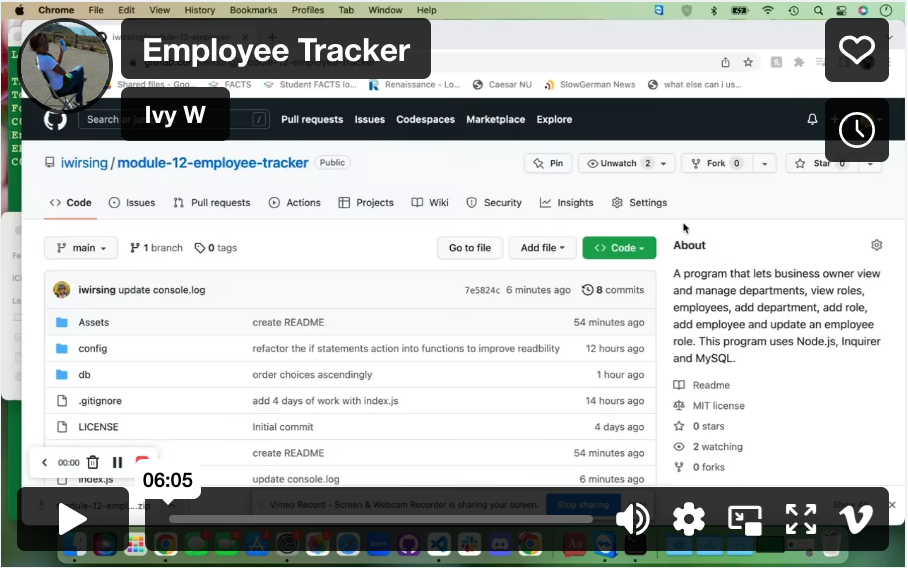 Chrome File Edit View History Bookmarks Profiles Tab Window Help
Employee Tracker
Ivy W
Shared files - Goo... FACTS Student FACTS lo... Renaissance - Lo... Caesar NU SlowGerman News what else can i us...
Search or / Pull requests Issues Codespaces Marketplace Explore
iwirsing / module-12-employee-tracker Public Pin Unwatch 2 Fork 0 Star 0
Code Issues Pull requests Actions Projects Wiki Security Insights Settings
main 1 branch 0 tags Go to file Add file Code
iwirsing update console.log 7e5824c 6 minutes ago 8 commits
Assets create README 54 minutes ago
config refactor the if statements action into functions to improve readbility 12 hours ago
db order choices ascendingly 1 hour ago
.gitignore add 4 days of work with index.js 14 hours ago
LICENSE Initial commit 4 days ago
create README 54 minutes ago
index.js update console.log 6 minutes ago
About
A program that lets business owner view
and manage departments, view roles,
employees, add department, add role,
add employee and update an employee
role. This program uses Node.js, Inquirer
and MySQL.
Readme
MIT license
0 stars
2 watching
0 forks
00:00
06:05
Vimeo Record - Screen & Webcam Recorder is sharing your screen. Stop sharing